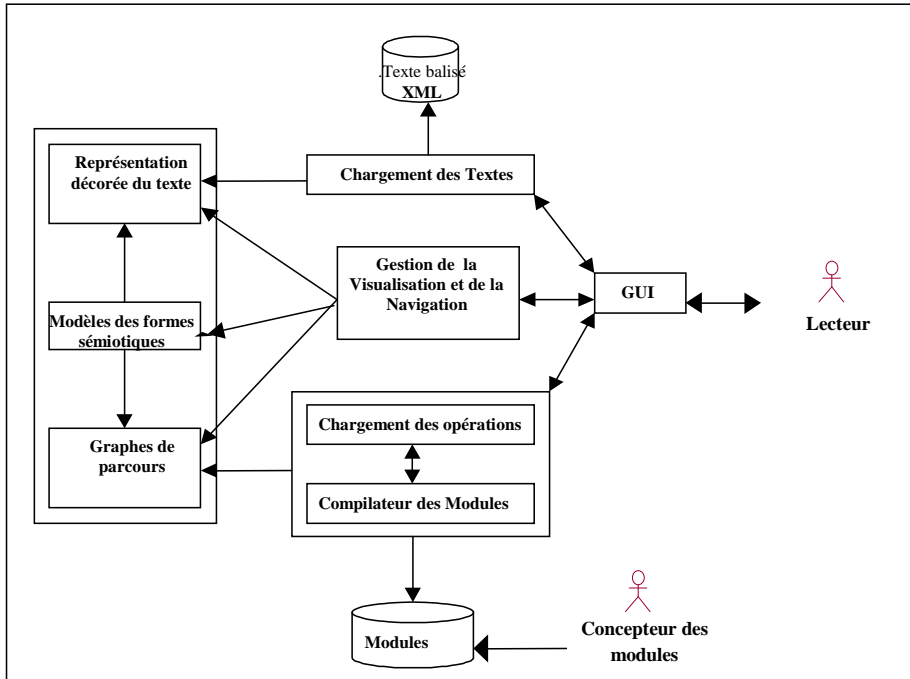 .Texte balisé
XML
Représentation
décorée du texte
Chargement des Textes
Gestion de la
Visualisation et de la
Navigation
GUI
Lecteur
Modèles des formes
sémiotiques
Chargement des opérations
Graphes de
parcours
Compilateur des Modules
Modules
Concepteur des
modules